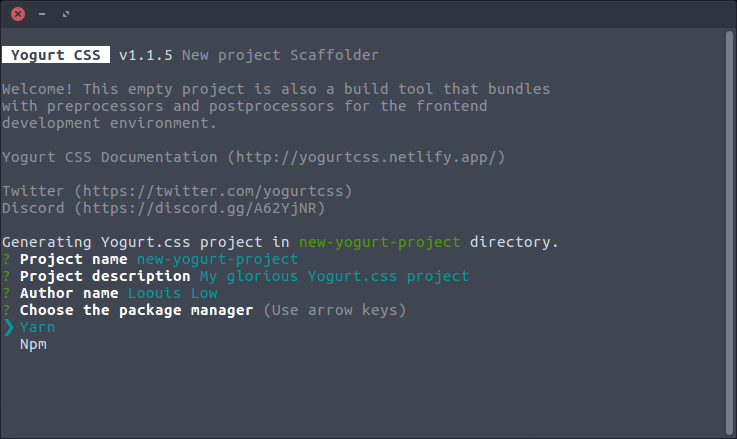 Yogurt CSS v1.1.5 New project Scaffolder
Welcome! This empty project is also a build tool that bundles
with preprocessors and postprocessors for the frontend
development environment.
Yogurt CSS Documentation (http://yogurtcss.netlify.app/)
Twitter (https://twitter.com/yogurtcss)
Discord (https://discord.gg/A62YjNR)
Generating Yogurt.css project in new-yogurt-project directory.
? Project name new-yogurt-project
? Project description My glorious Yogurt.css project
? Author name Loouis Low
? Choose the package manager (Use arrow keys)
❯ Yarn
Npm